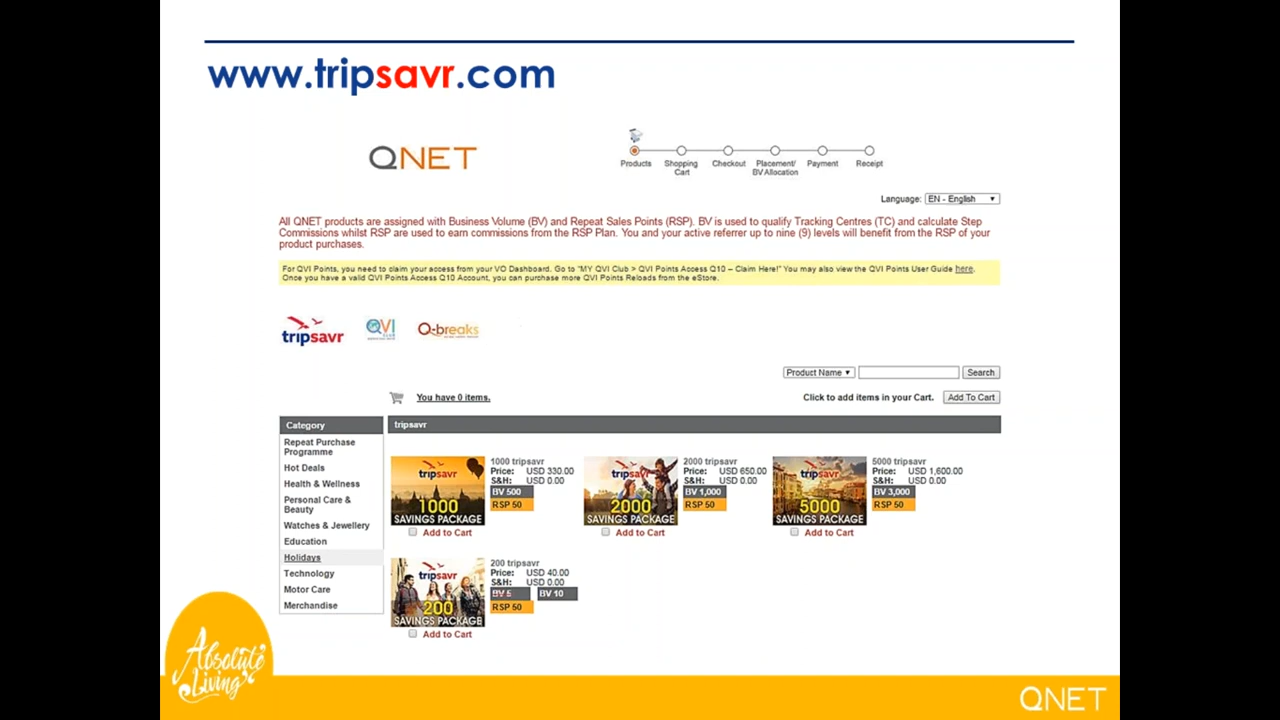 www.tripsavr.com
QNET
Products
Shopping Cart
Checkout
Placement/ BV Allocation
Payment
Receipt
Language: EN - English
All QNET products are assigned with Business Volume (BV) and Repeat Sales Points (RSP). BV is used to qualify Tracking Centres (TC) and calculate Step
Commissions whilst RSP are used to earn commissions from the RSP Plan. You and your active referrer up to nine (9) levels will benefit from the RSP of your
product purchases.
For QVI Points, you need to claim your access from your VO Dashboard. Go to "MY QVI Club > QVI Points Access Q10 – Claim Here!" You may also view the QVI Points User Guide here.
Once you have a valid QVI Points Access Q10 Account, you can purchase more QVI Points Reloads from the eStore.
tripsavr
QVI
Q-breaks
Product Name
Search
You have 0 items.
Click to add items in your Cart.
Add To Cart
Category
Repeat Purchase
Programme
Hot Deals
Health & Wellness
Personal Care &
Beauty
Watches & Jewellery
Education
Holidays
Technology
Motor Care
Merchandise
tripsavr
tripsavr
1000
SAVINGS PACKAGE
1000 tripsavr
Price: USD 330.00
S&H: USD 0.00
BV 500
RSP 50
Add to Cart
tripsavr
2000
SAVINGS PACKAGE
2000 tripsavr
Price: USD 650.00
S&H: USD 0.00
BV 1,000
RSP 50
Add to Cart
tripsavr
5000
SAVINGS PACKAGE
5000 tripsavr
Price: USD 1,600.00
S&H: USD 0.00
BV 3,000
RSP 50
Add to Cart
tripsavr
200
SAVINGS PACKAGE
200 tripsavr
Price: USD 40.00
S&H: USD 0.00
BV 5 BV 10
RSP 50
Add to Cart
Absolute
Living
QNET